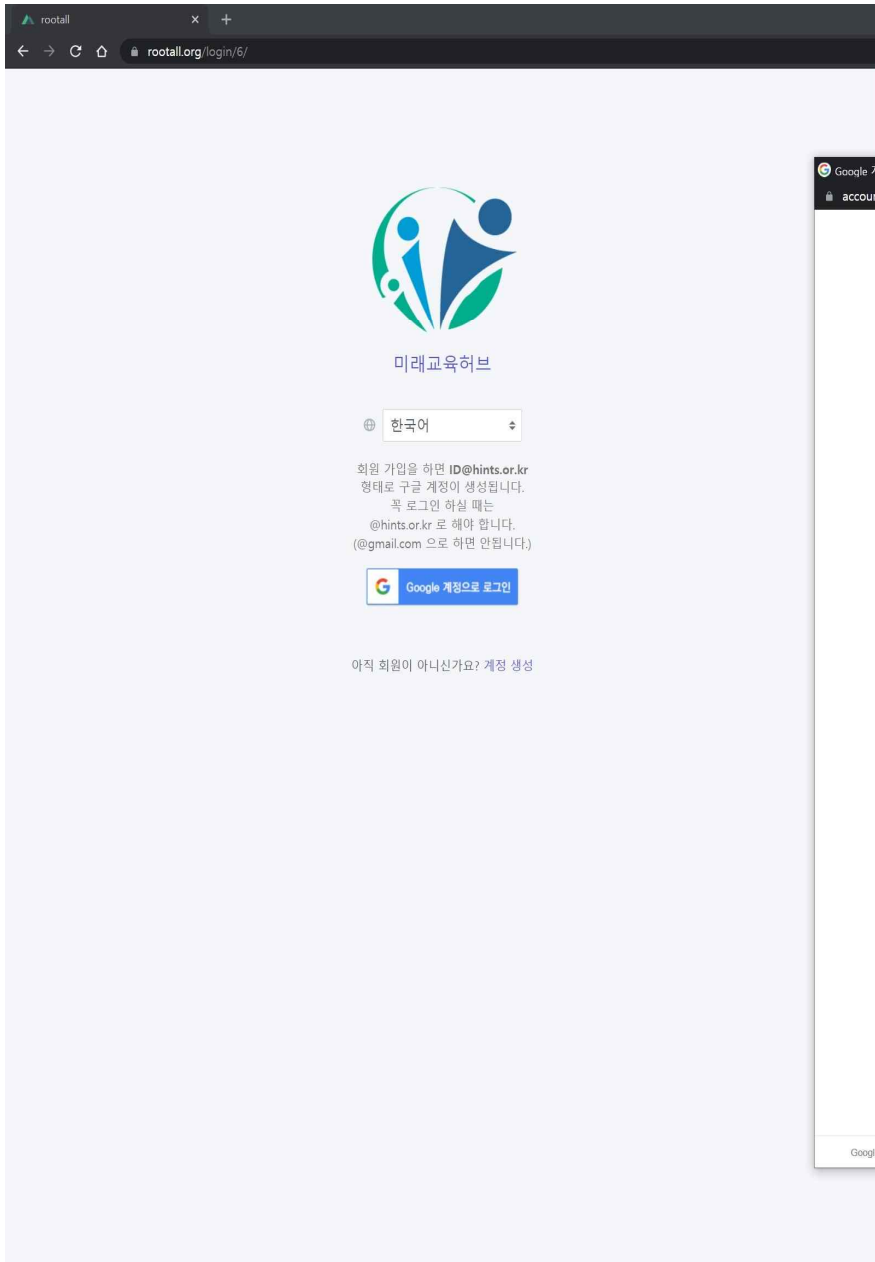 rootall
rootall.org/login/6/
미래교육허브
한국어
회원 가입을 하면 ID@hints.or.kr
형태로 구글 계정이 생성됩니다.
꼭 로그인 하실 때는
@hints.or.kr 로 해야 합니다.
(@gmail.com 으로 하면 안됩니다.)
Google 계정으로 로그인
아직 회원이 아니신가요? 계정 생성
Google